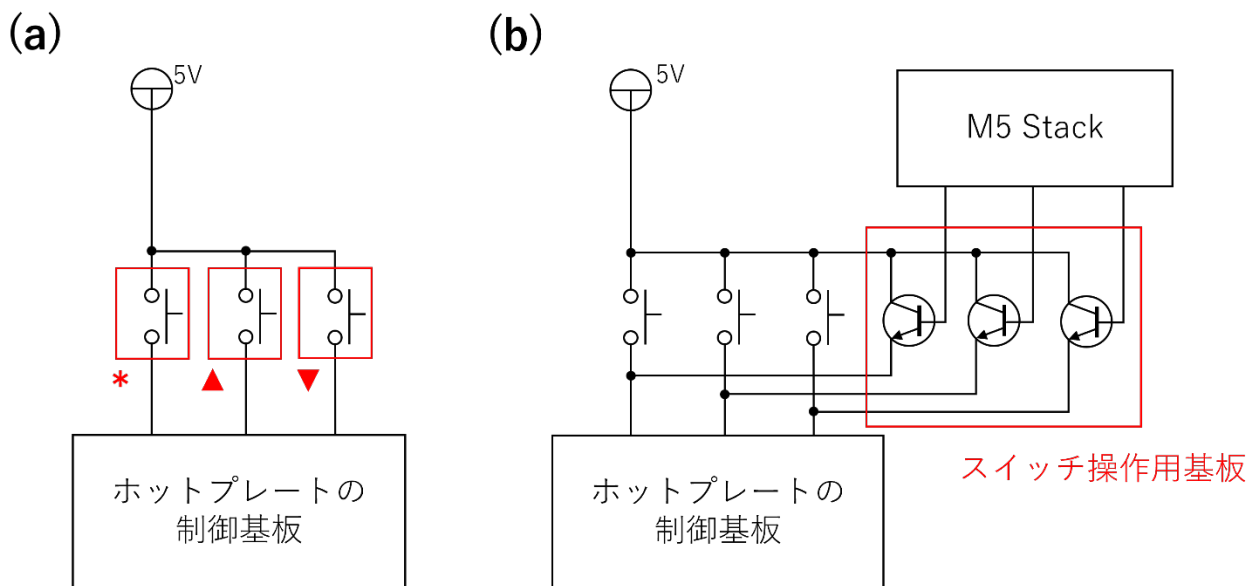 (a)
5V
* ▲ ▼
ホットプレートの
制御基板
(b)
5V
M5 Stack
スイッチ操作用基板
ホットプレートの
制御基板